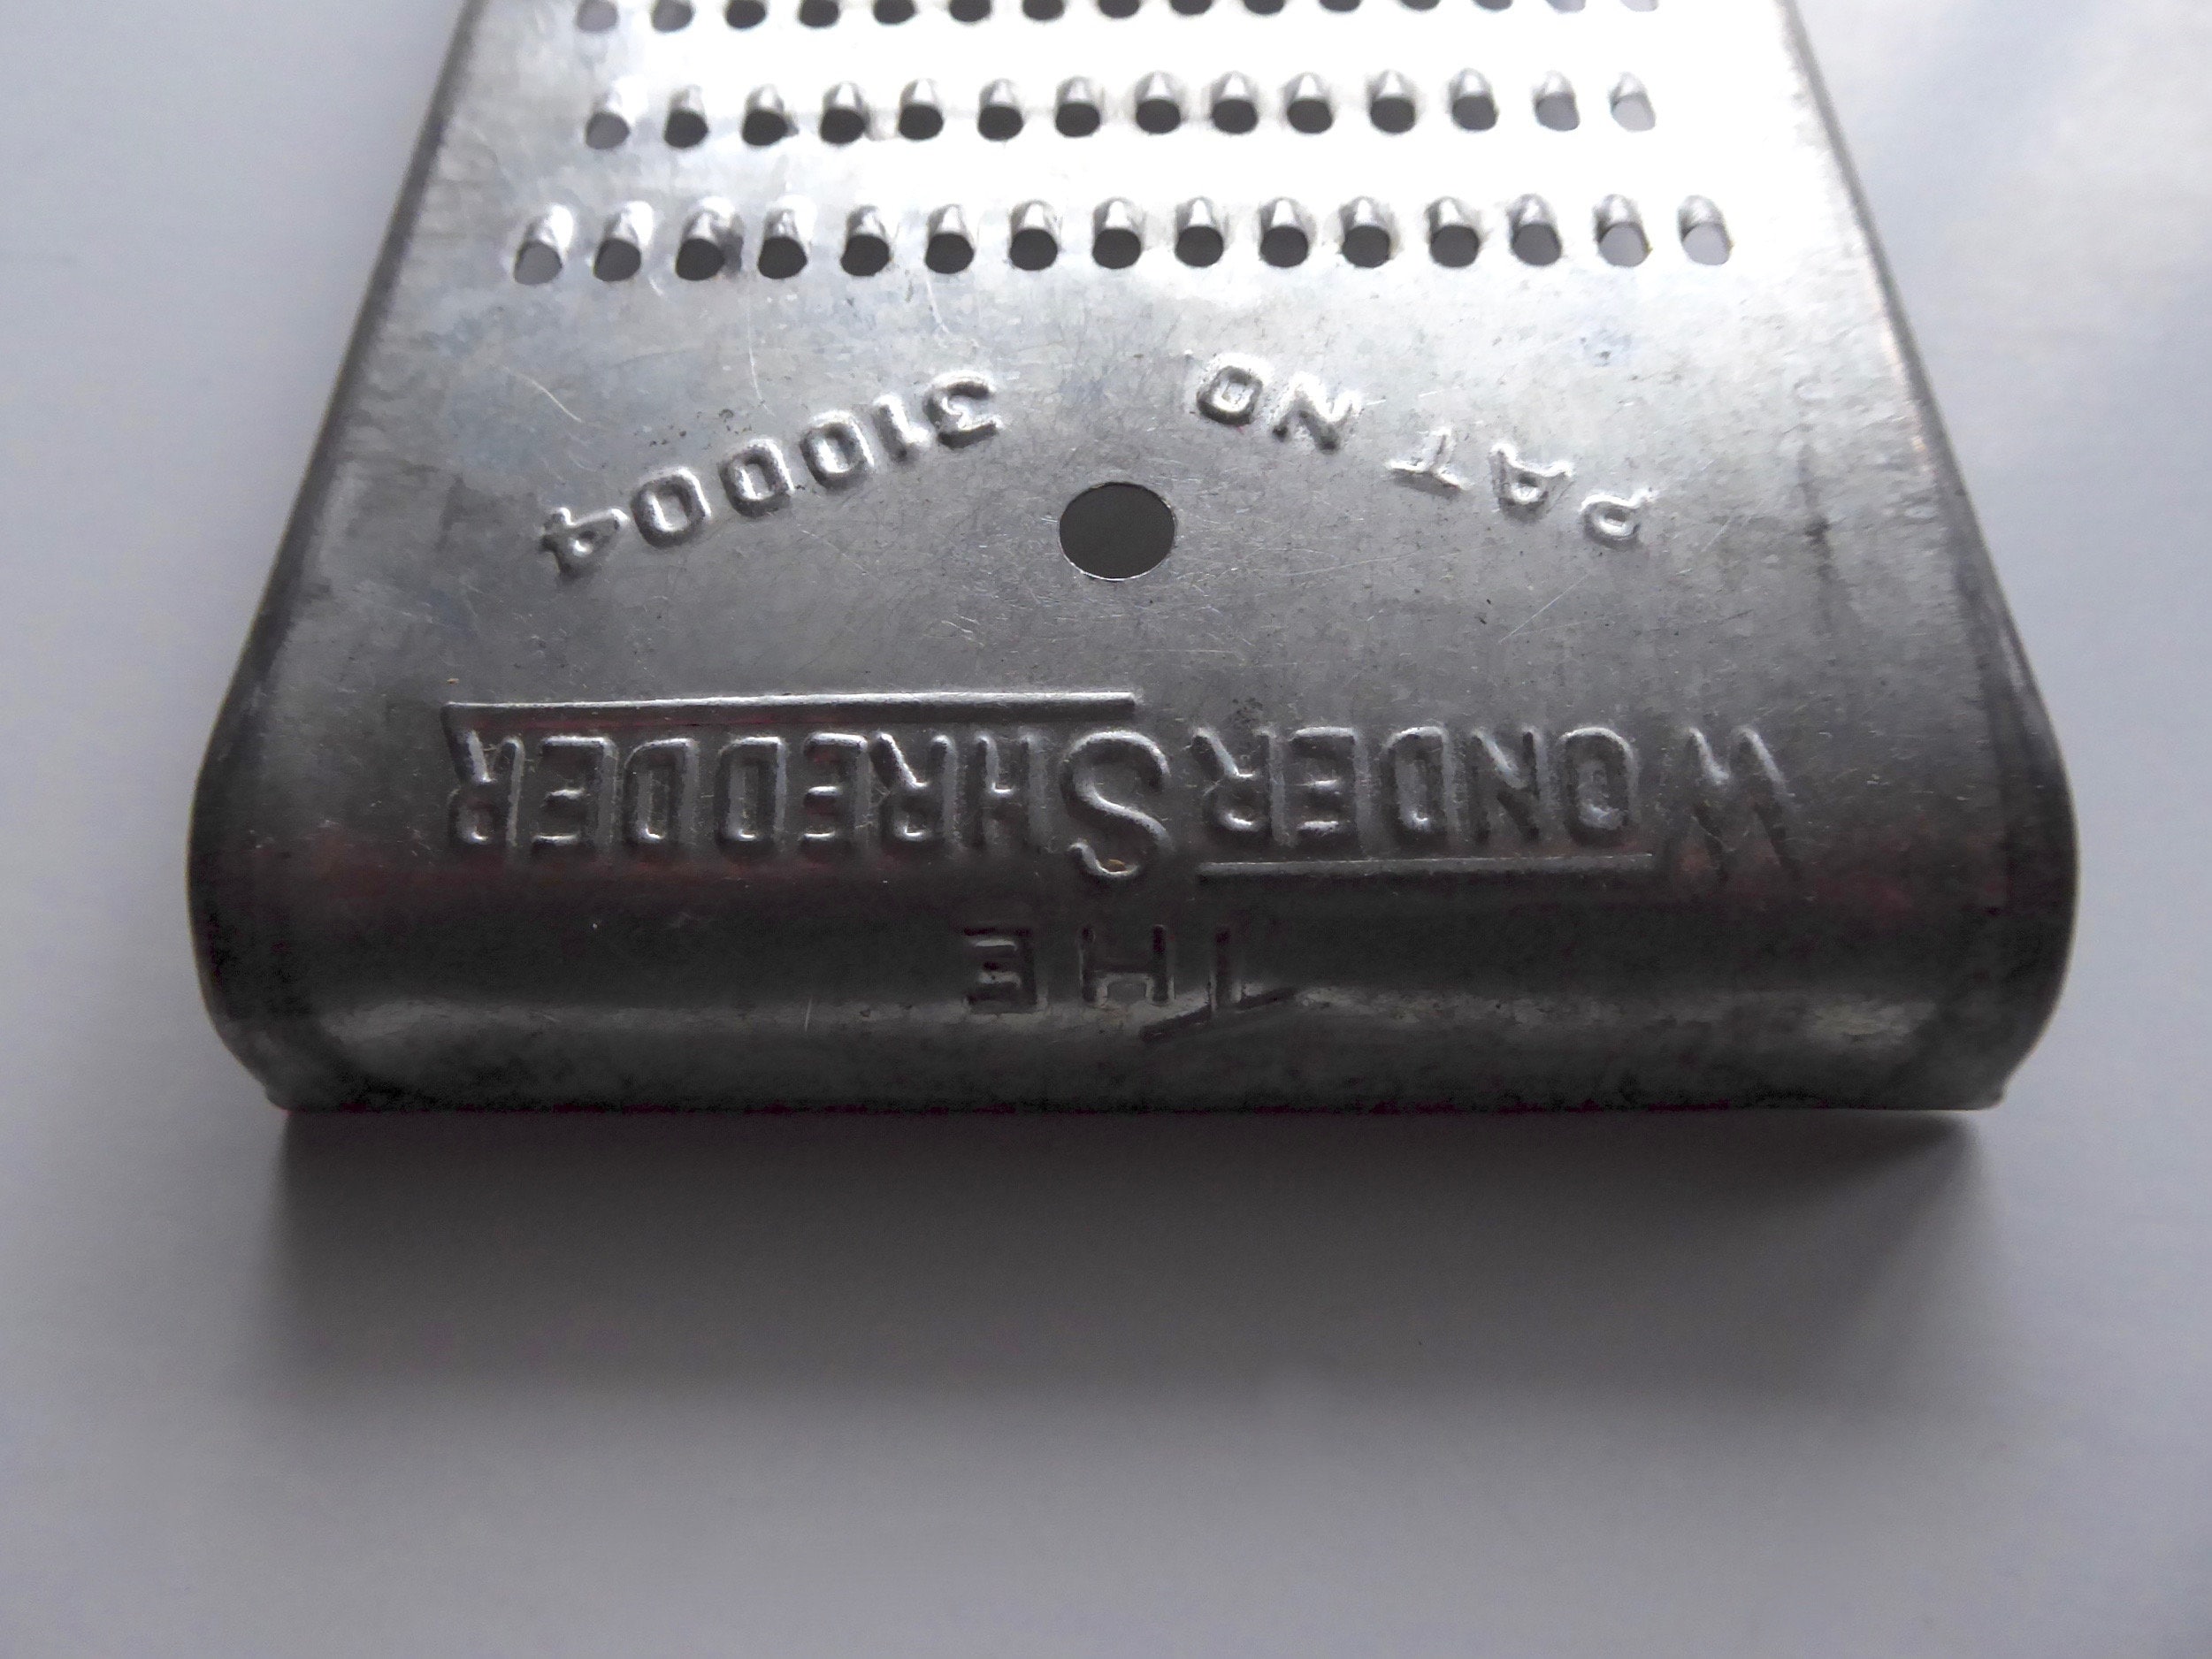 THE
WONDER SHREDDER
PAT NO 310004